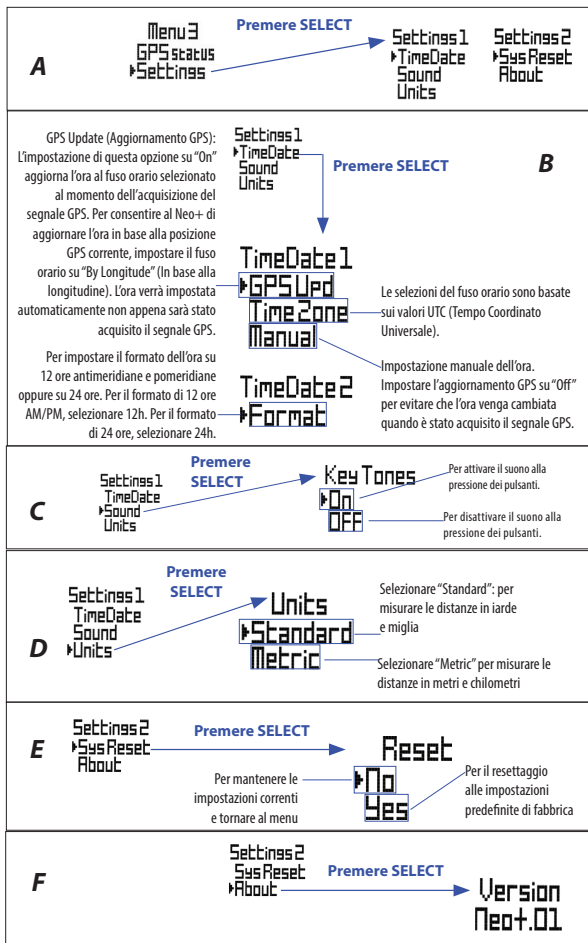 A
Menu3
GPS status
▶Settings
Premere SELECT
Settings1
▶TimeDate
Sound
Units
Settings2
▶SysReset
About
B
GPS Update (Aggiornamento GPS):
L'impostazione di questa opzione su "On"
aggiorna l'ora al fuso orario selezionato
al momento dell'acquisizione del
segnale GPS. Per consentire al Neo+ di
aggiornare l'ora in base alla posizione
GPS corrente, impostare il fuso
orario su "By Longitude" (In base alla
longitudine). L'ora verrà impostata
automaticamente non appena sarà stato
acquisito il segnale GPS.
Per impostare il formato dell'ora su
12 ore antimeridiane e pomeridiane
oppure su 24 ore. Per il formato di 12 ore
AM/PM, selezionare 12h. Per il formato
di 24 ore, selezionare 24h.
Settings1
▶TimeDate
Sound
Units
Premere SELECT
TimeDate1
▶GPS Upd
Time Zone
Manual
TimeDate2
▶Format
Le selezioni del fuso orario sono basate
sui valori UTC (Tempo Coordinato
Universale).
Impostazione manuale dell'ora.
Impostare l'aggiornamento GPS su "Off"
per evitare che l'ora venga cambiata
quando è stato acquisito il segnale GPS.
C
Settings1
TimeDate
▶Sound
Units
Premere
SELECT
KeyTones
▶On
OFF
Per attivare il suono alla
pressione dei pulsanti.
Per disattivare il suono alla
pressione dei pulsanti.
D
Settings1
TimeDate
Sound
▶Units
Premere
SELECT
Units
▶Standard
Metric
Selezionare "Standard": per
misurare le distanze in iarde
e miglia
Selezionare "Metric" per misurare le
distanze in metri e chilometri
E
Settings2
▶SysReset
About
Premere SELECT
Per mantenere le
impostazioni correnti
e tornare al menu
Reset
▶No
Yes
Per il resettaggio
alle impostazioni
predefinite di fabbrica
F
Settings2
SysReset
▶About
Premere SELECT
Version
Neo+.01